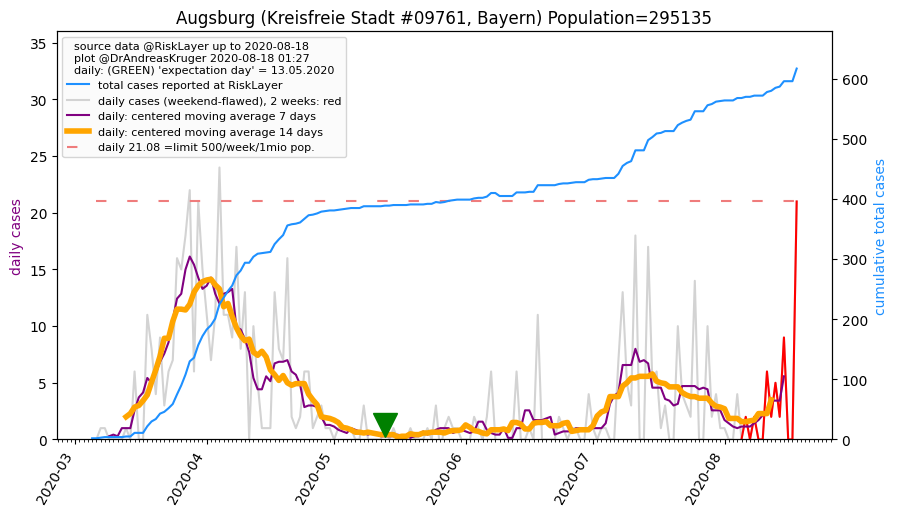 Augsburg (Kreisfreie Stadt #09761, Bayern) Population=295135
source data @RiskLayer up to 2020-08-18
plot @DrAndreasKruger 2020-08-18 01:27
daily: (GREEN) 'expectation day' = 13.05.2020
total cases reported at RiskLayer
daily cases (weekend-flawed), 2 weeks: red
daily: centered moving average 7 days
daily: centered moving average 14 days
daily 21.08 =limit 500/week/1mio pop.
daily cases
35
30
25
20
15
10
5
0
cumulative total cases
600
500
400
300
200
100
0
2020-03
2020-04
2020-05
2020-06
2020-07
2020-08